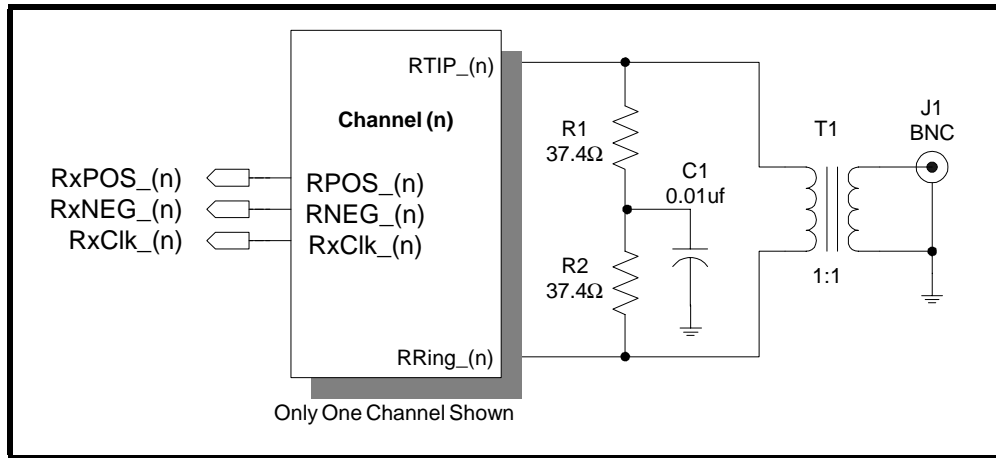 RTIP_(n)
Channel (n)
RxPOS_(n)
RPOS_(n)
RxNEG_(n)
RNEG_(n)
RxClk_(n)
RxClk_(n)
RRing_(n)
Only One Channel Shown
R1
37.4Ω
C1
0.01uf
R2
37.4Ω
T1
1:1
J1
BNC